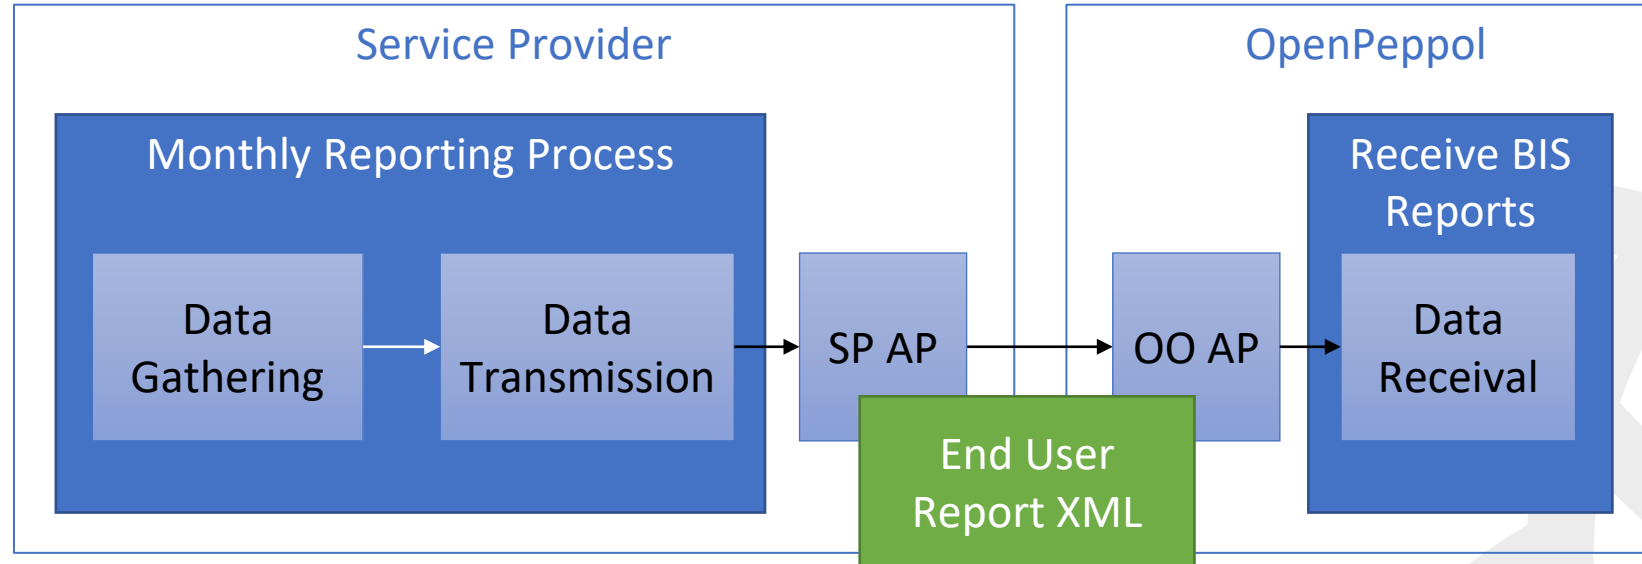 Service Provider
OpenPeppol
Monthly Reporting Process
Receive BIS
Reports
Data
Gathering
Data
Transmission
SP AP
OO AP
Data
Receival
End User
Report XML